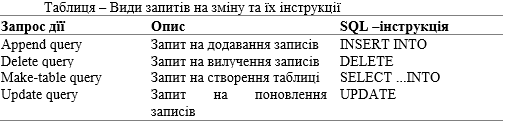 Таблиця – Види запитів на зміну та їх інструкції
Запрос дії Опис SQL –інструкція
Append query Запит на додавання записів INSERT INTO
Delete query Запит на вилучення записів DELETE
Make-table query Запит на створення таблиці SELECT ...INTO
Update query Запит на поновлення UPDATE
записів